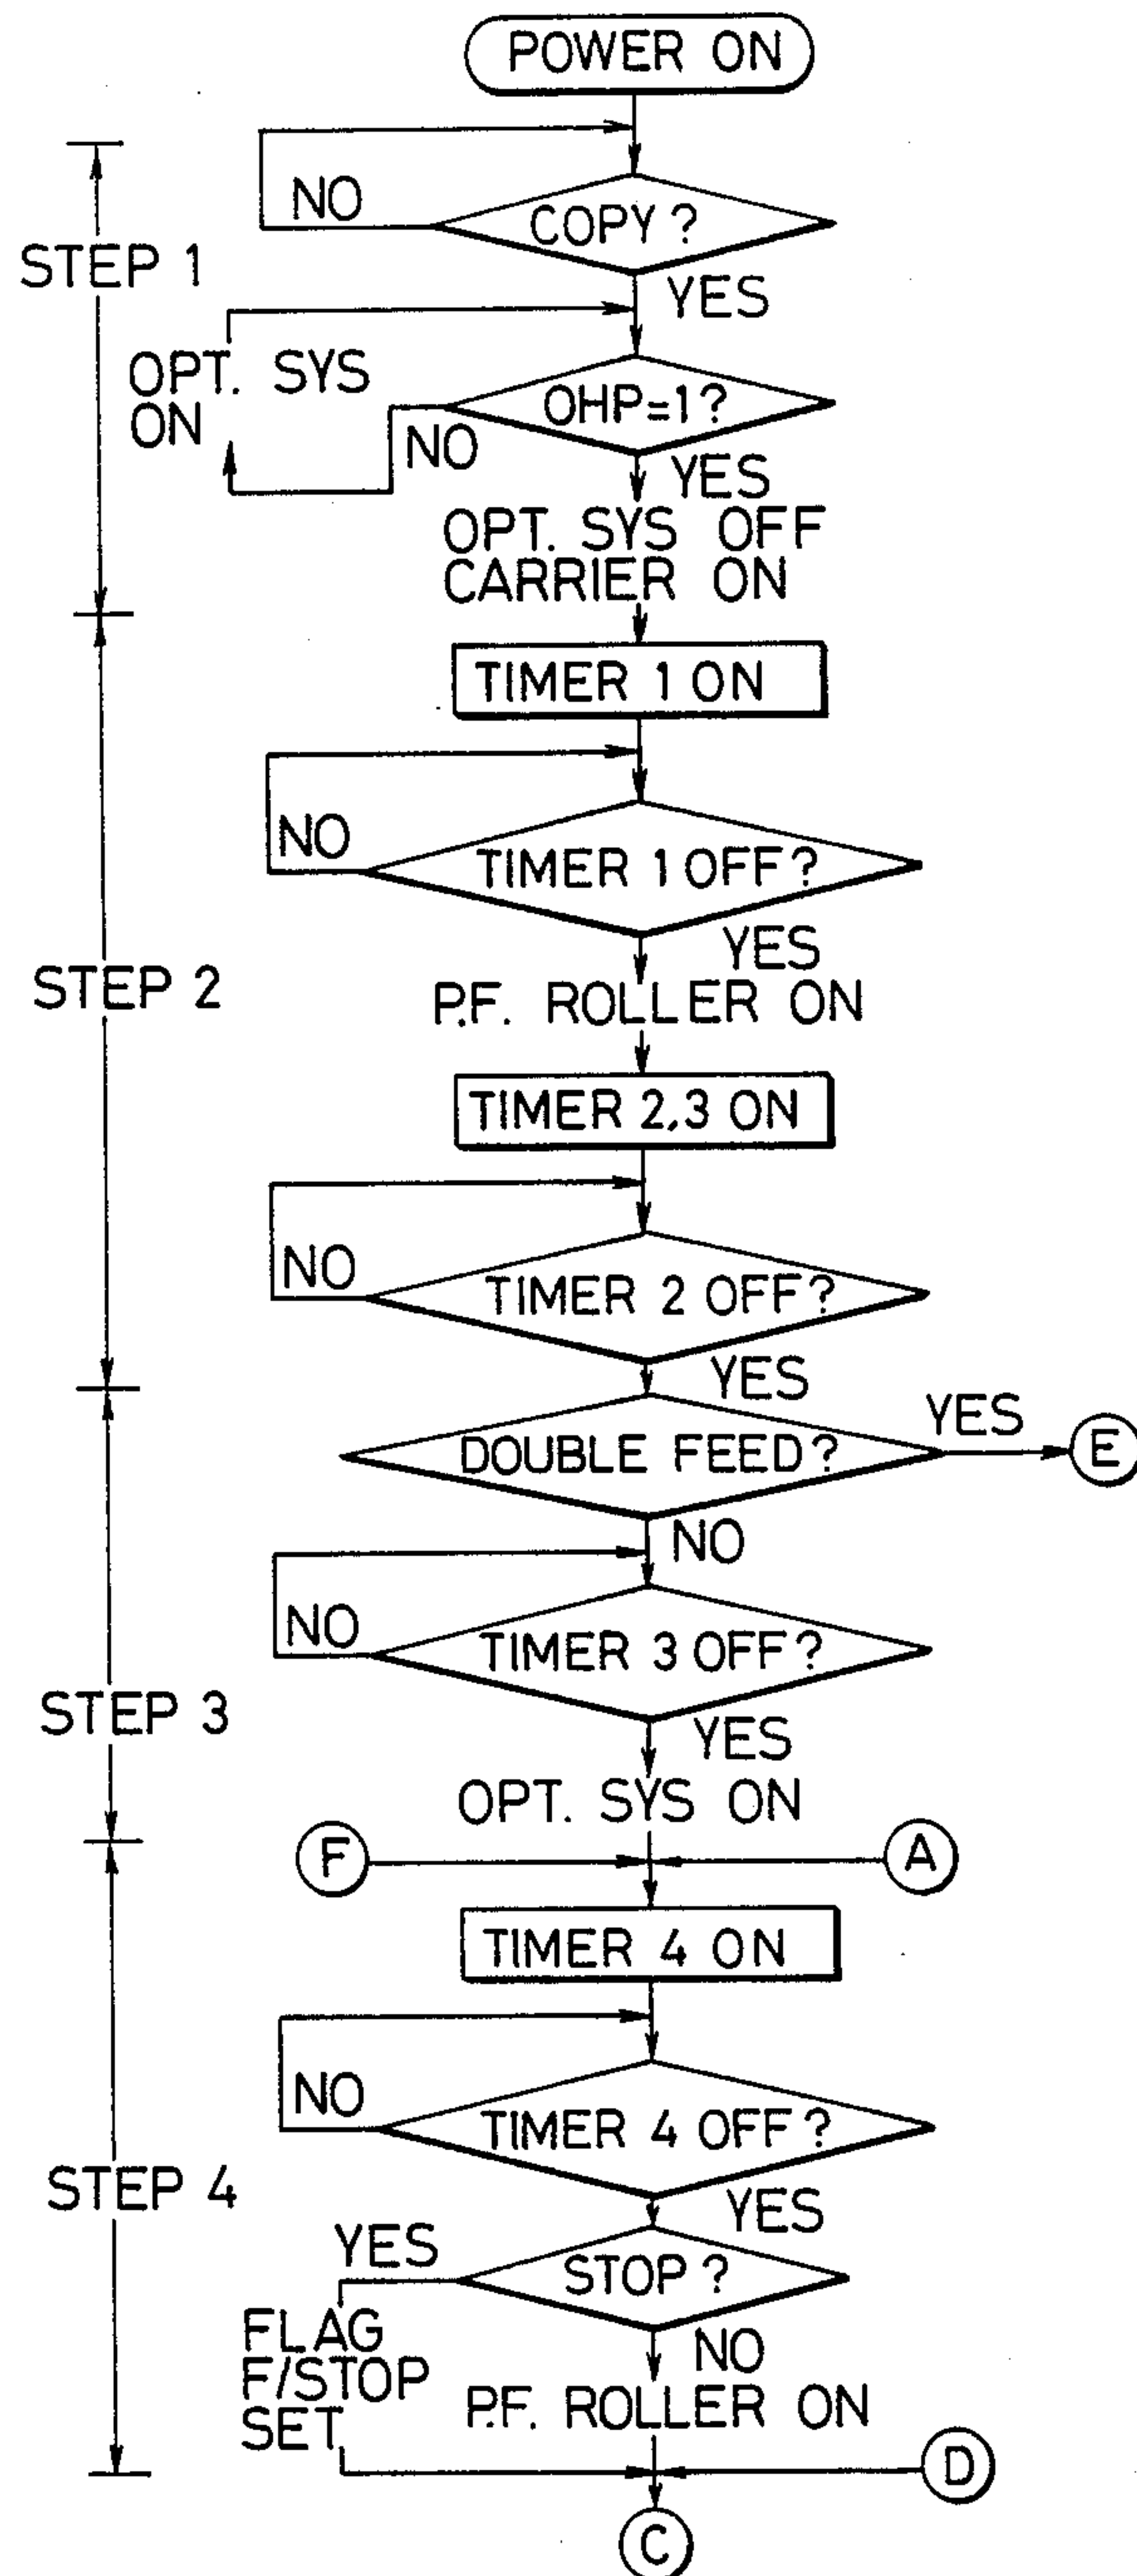 POWER ON
NO
COPY?
STEP 1
YES
OPT. SYS
ON
OHP=1?
NO
YES
OPT. SYS OFF
CARRIER ON
TIMER 1 ON
NO
TIMER 1 OFF?
YES
STEP 2
P.F. ROLLER ON
TIMER 2,3 ON
NO
TIMER 2 OFF?
YES
DOUBLE FEED?
YES
E
NO
NO
TIMER 3 OFF?
STEP 3
YES
OPT. SYS ON
F
A
TIMER 4 ON
NO
TIMER 4 OFF?
STEP 4
YES
YES
STOP?
FLAG
F/STOP
SET
NO
P.F. ROLLER ON
D
C